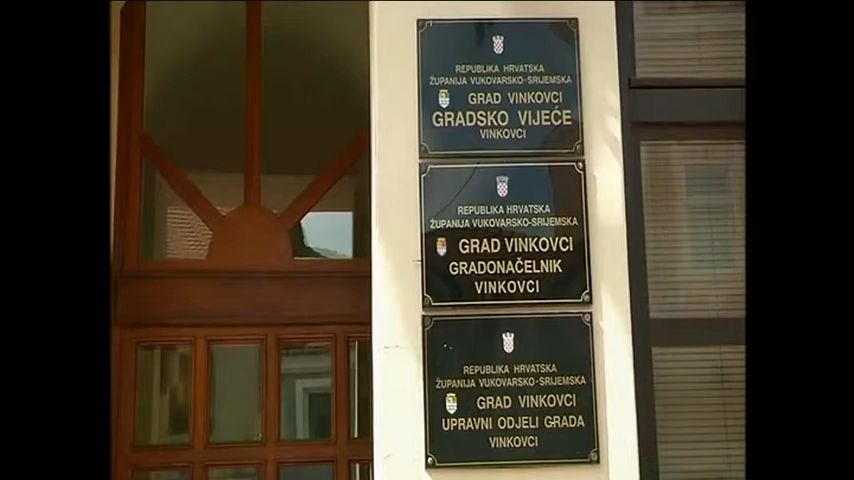 REPUBLIKA HRVATSKA
ŽUPANIJA VUKOVARSKO-SRIJEMSKA
GRAD VINKOVCI
GRADSKO VIJEĆE
VINKOVCI
REPUBLIKA HRVATSKA
ŽUPANIJA VUKOVARSKO-SRIJEMSKA
GRAD VINKOVCI
GRADONAČELNIK
VINKOVCI
REPUBLIKA HRVATSKA
ŽUPANIJA VUKOVARSKO-SRIJEMSKA
GRAD VINKOVCI
UPRAVNI ODJELI GRADA
VINKOVCI